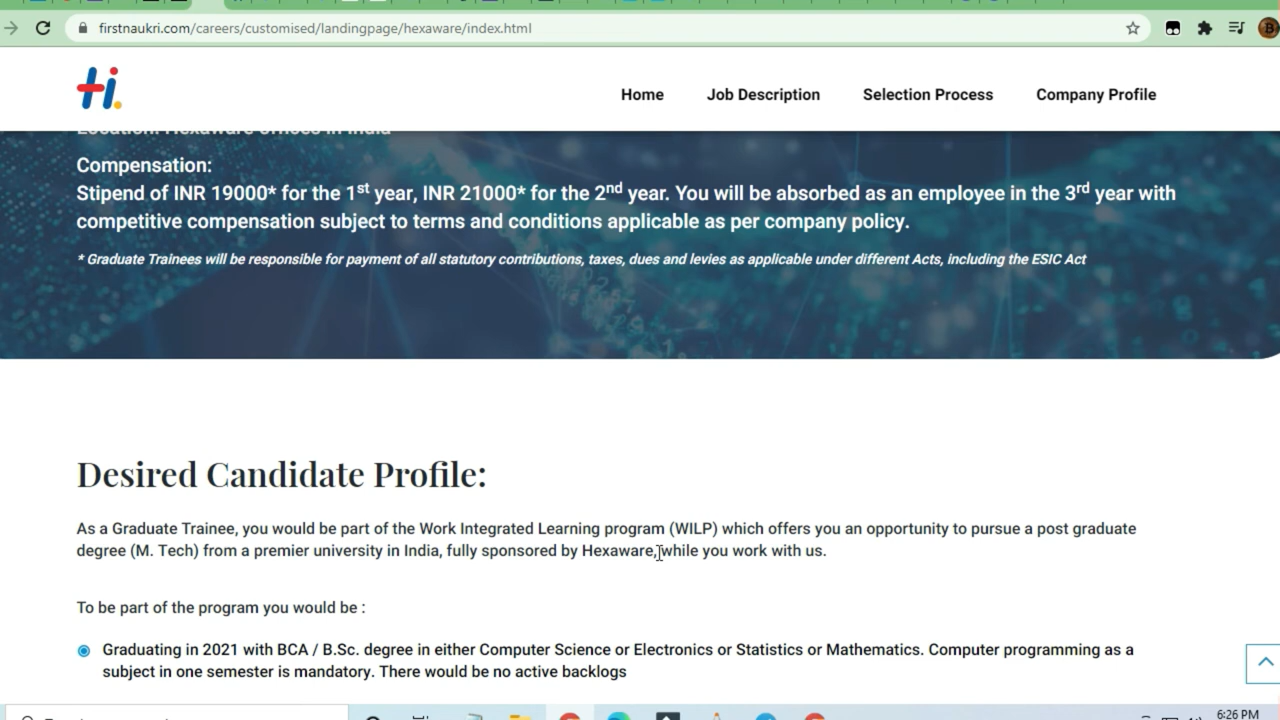 firstnaukri.com/careers/customised/landingpage/hexaware/index.html
B
Hi.
Home Job Description Selection Process Company Profile
Location: Hexaware offices in India
Compensation:
Stipend of INR 19000* for the 1st year, INR 21000* for the 2nd year. You will be absorbed as an employee in the 3rd year with
competitive compensation subject to terms and conditions applicable as per company policy.
* Graduate Trainees will be responsible for payment of all statutory contributions, taxes, dues and levies as applicable under different Acts, including the ESIC Act
Desired Candidate Profile:
As a Graduate Trainee, you would be part of the Work Integrated Learning program (WILP) which offers you an opportunity to pursue a post graduate
degree (M. Tech) from a premier university in India, fully sponsored by Hexaware, while you work with us.
To be part of the program you would be :
Graduating in 2021 with BCA / B.Sc. degree in either Computer Science or Electronics or Statistics or Mathematics. Computer programming as a
subject in one semester is mandatory. There would be no active backlogs
6:26 PM